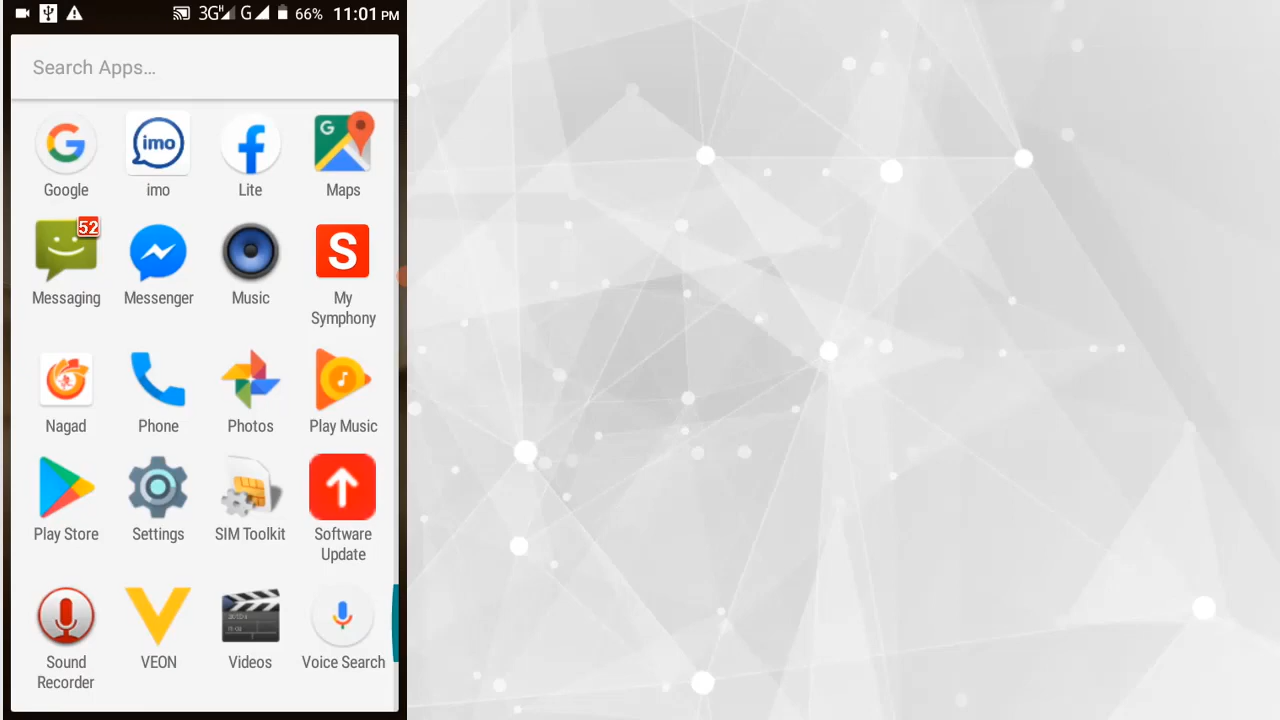 3G H G 66% 11:01 PM
Search Apps...
G
imo
Google imo Lite Maps
52
S
Messaging Messenger Music My Symphony
Nagad Phone Photos Play Music
Play Store Settings SIM Toolkit Software Update
Sound Recorder VEON Videos Voice Search